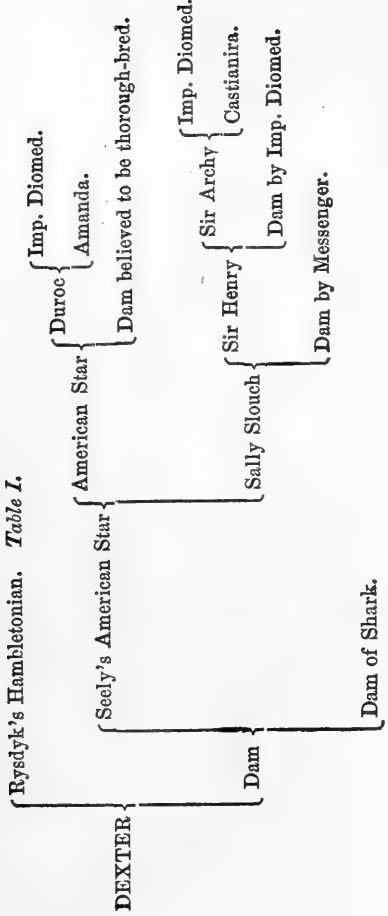 Rysdyk's Hambletonian. Table I.
DEXTER
Dam
Seely's American Star
Dam of Shark.
American Star
Sally Slouch
Duroc
Dam believed to be thorough-bred.
Imp. Diomed.
Amanda.
Sir Henry
Dam by Messenger.
Sir Archy
Dam by Imp. Diomed.
Imp. Diomed.
Castianira.